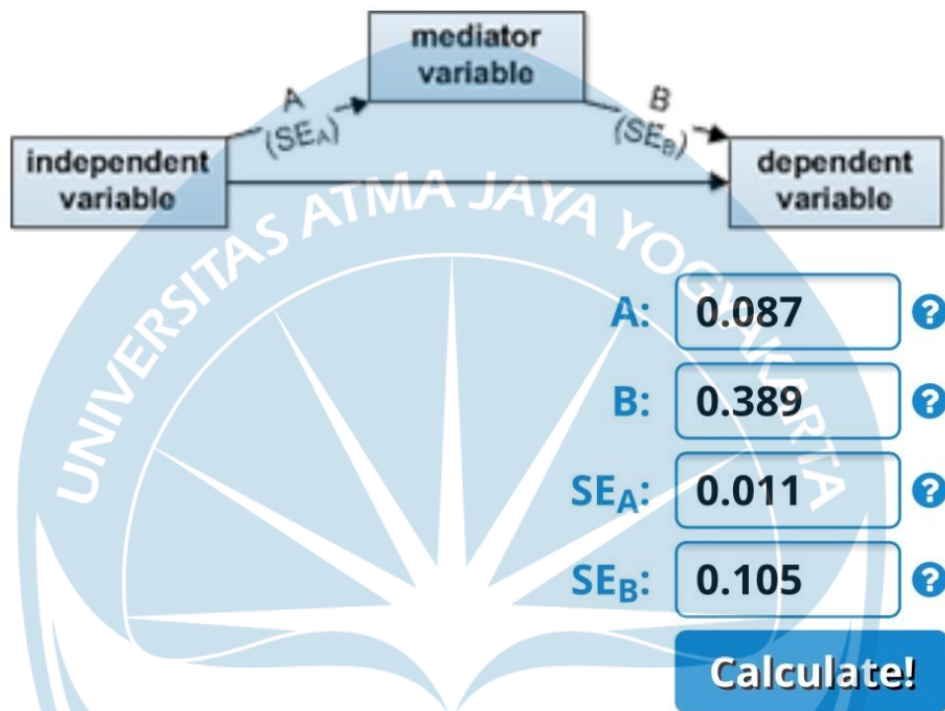 mediator
variable
A
(SEA)
B
(SEB)
independent
variable
dependent
variable
UNIVERSITAS ATMA JAYA YOGYAKARTA
A: 0.087 ?
B: 0.389 ?
SEA: 0.011 ?
SEB: 0.105 ?
Calculate!